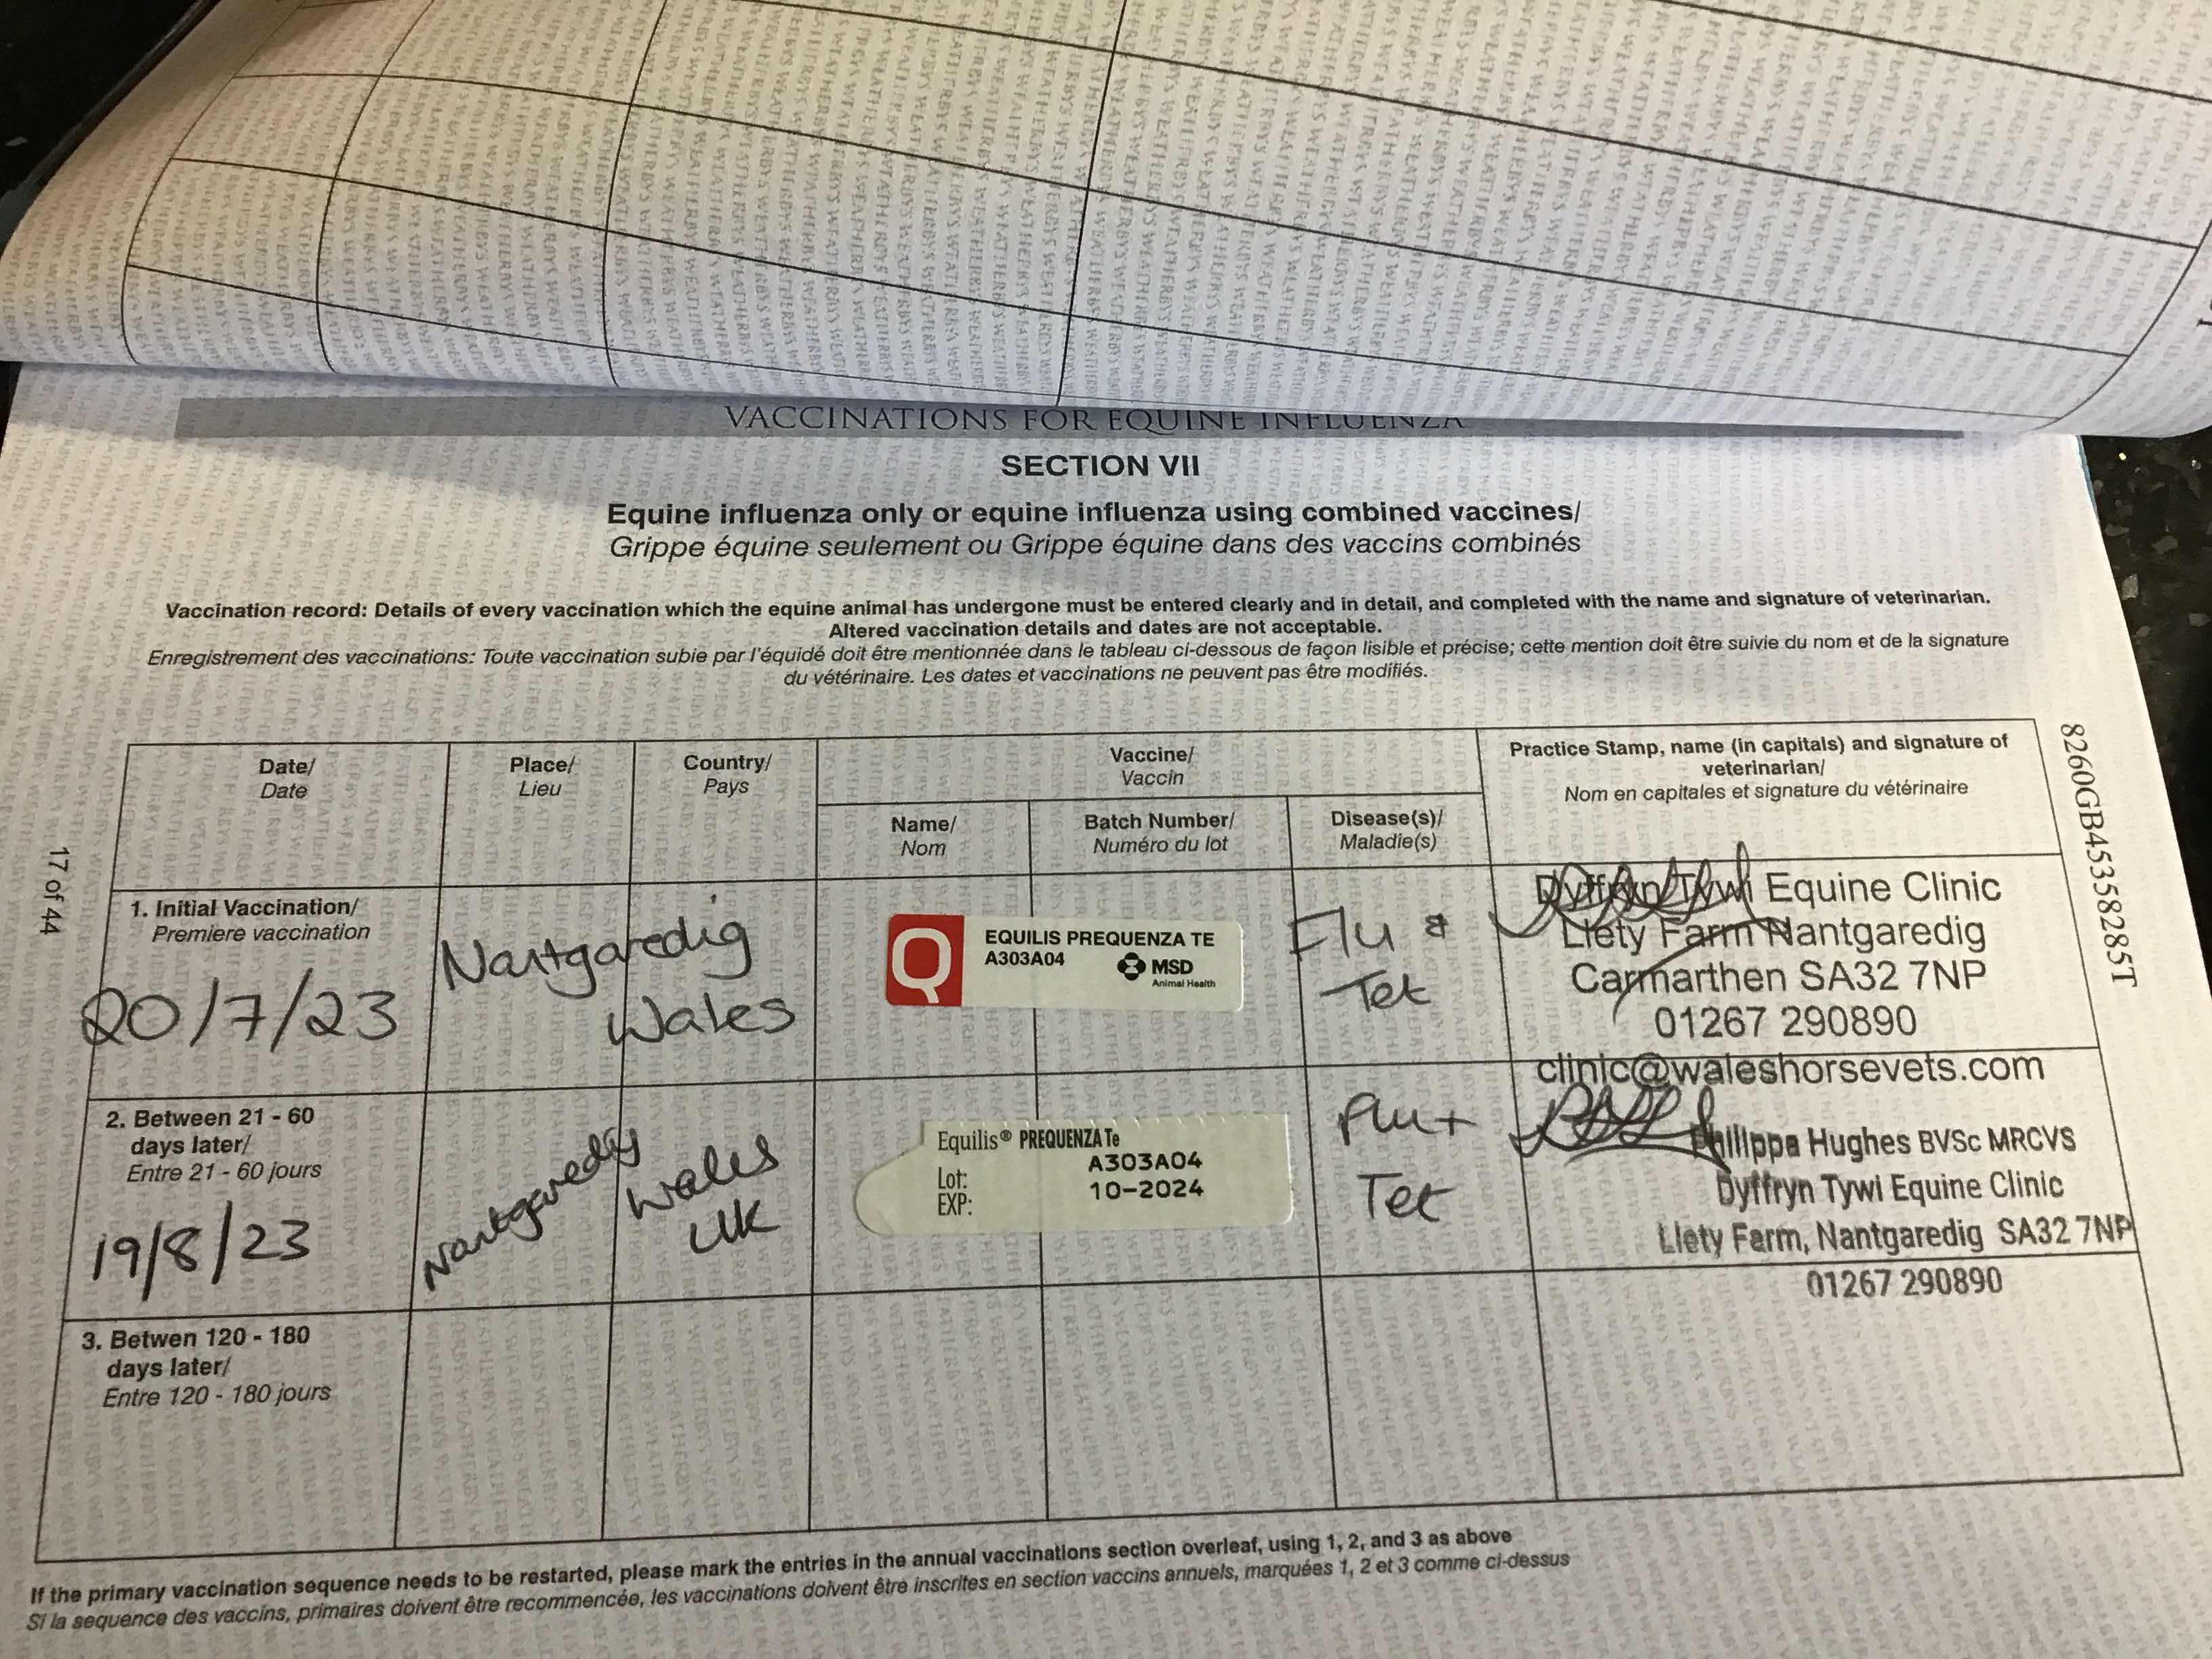 VACCINATIONS FOR EQUINE INFLUENZA
SECTION VII
Equine influenza only or equine influenza using combined vaccines/
Grippe équine seulement ou Grippe équine dans des vaccins combinés
Vaccination record: Details of every vaccination which the equine animal has undergone must be entered clearly and in detail, and completed with the name and signature of veterinarian.
Altered vaccination details and dates are not acceptable.
Enregistrement des vaccinations: Toute vaccination subie par l'équidé doit être mentionnée dans le tableau ci-dessous de façon lisible et précise; cette mention doit être suivie du nom et de la signature
du vétérinaire. Les dates et vaccinations ne peuvent pas être modifiés.
Date/
Date
Place/
Lieu
Country/
Pays
Vaccine/
Vaccin
Name/
Nom
Batch Number/
Numéro du lot
Disease(s)/
Maladie(s)
Practice Stamp, name (in capitals) and signature of
veterinarian/
Nom en capitales et signature du vétérinaire
1. Initial Vaccination/
Premiere vaccination
20/7/23
Nantgaredig
Wales
Q
EQUILIS PREQUENZA TE
A303A04
MSD
Animal Health
Flu &
Tet
Dyffryn Tywi Equine Clinic
Llety Farm Nantgaredig
Carmarthen SA32 7NP
01267 290890
clinic@waleshorsevets.com
2. Between 21 - 60
days later/
Entre 21 - 60 jours
19/8/23
Nantgaredig
Wales
UK
Equilis® PREQUENZA Te
Lot: A303A04
EXP: 10-2024
Flu +
Tet
Philippa Hughes BVSc MRCVS
Dyffryn Tywi Equine Clinic
Llety Farm, Nantgaredig SA32 7NP
01267 290890
3. Betwen 120 - 180
days later/
Entre 120 - 180 jours
If the primary vaccination sequence needs to be restarted, please mark the entries in the annual vaccinations section overleaf, using 1, 2, and 3 as above
Si la sequence des vaccins, primaires doivent être recommencée, les vaccinations doivent être inscrites en section vaccins annuels, marquées 1, 2 et 3 comme ci-dessus
17 of 44
8260GB45358285T